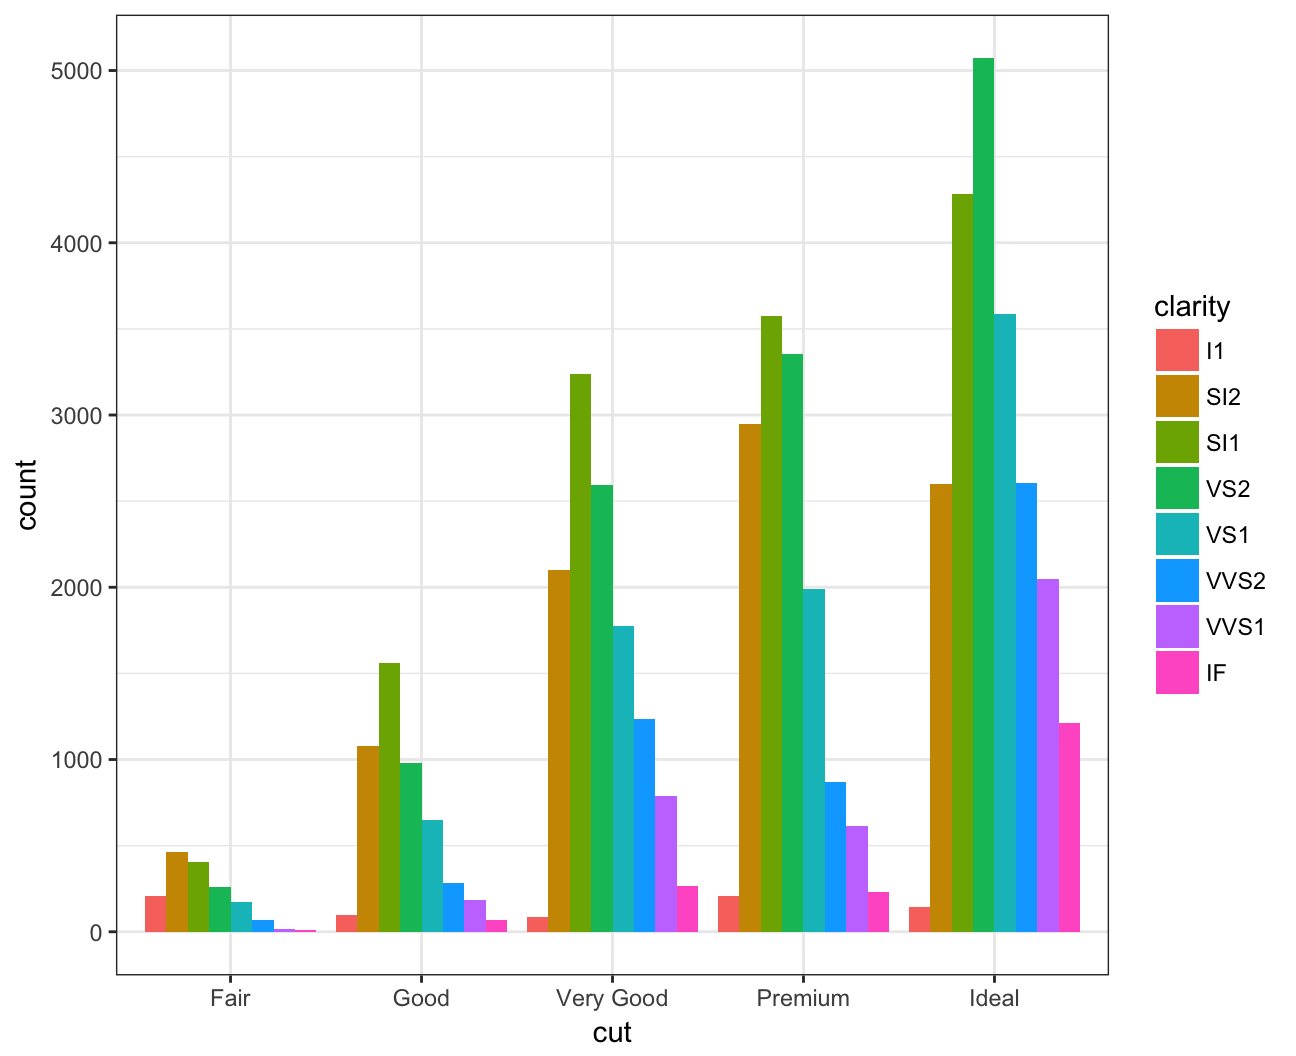 5000
4000
3000
2000
1000
0
count
Fair Good Very Good Premium Ideal
cut
clarity
I1
SI2
SI1
VS2
VS1
VVS2
VVS1
IF